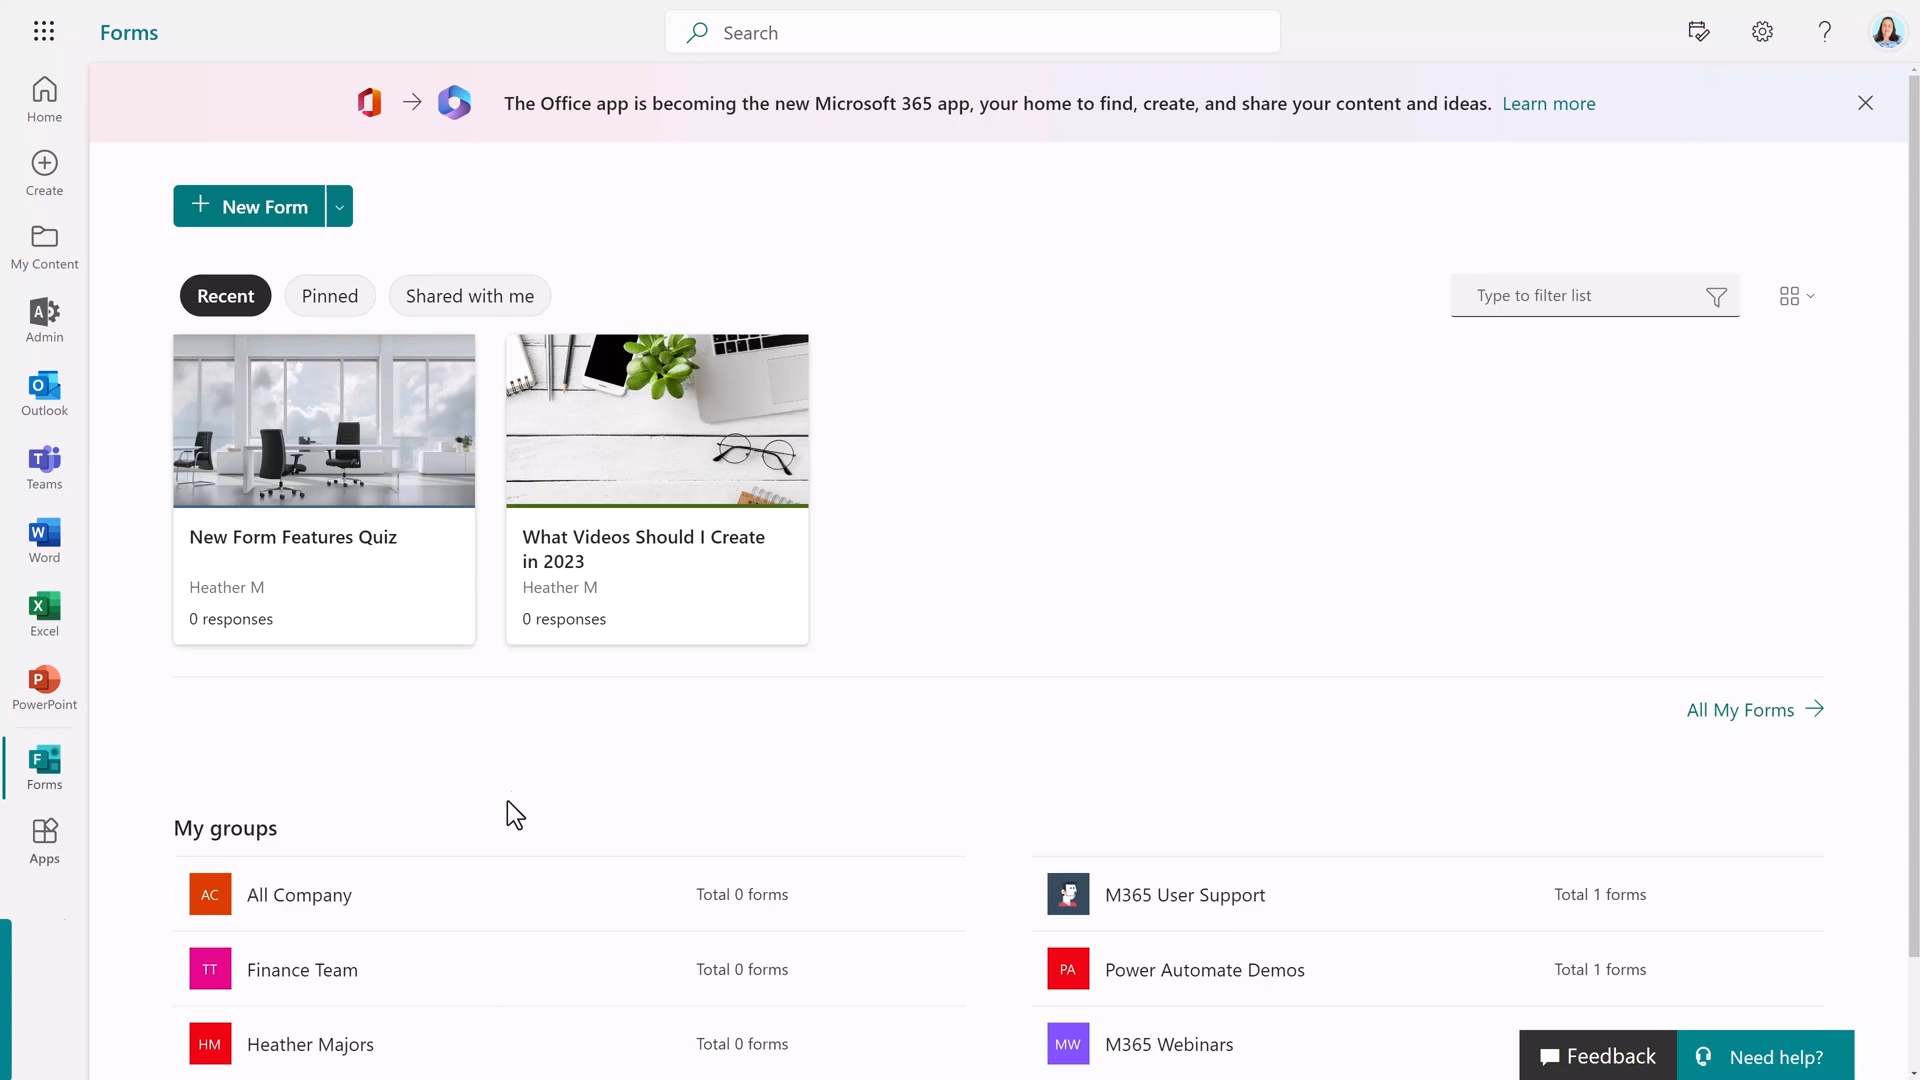 Forms
Search
Home
Create
My Content
Admin
Outlook
Teams
Word
Excel
PowerPoint
Forms
Apps
The Office app is becoming the new Microsoft 365 app, your home to find, create, and share your content and ideas. Learn more
New Form
Recent
Pinned
Shared with me
Type to filter list
New Form Features Quiz
Heather M
0 responses
What Videos Should I Create
in 2023
Heather M
0 responses
All My Forms
My groups
AC All Company Total 0 forms
M365 User Support Total 1 forms
TT Finance Team Total 0 forms
PA Power Automate Demos Total 1 forms
HM Heather Majors Total 0 forms
MW M365 Webinars
Feedback
Need help?